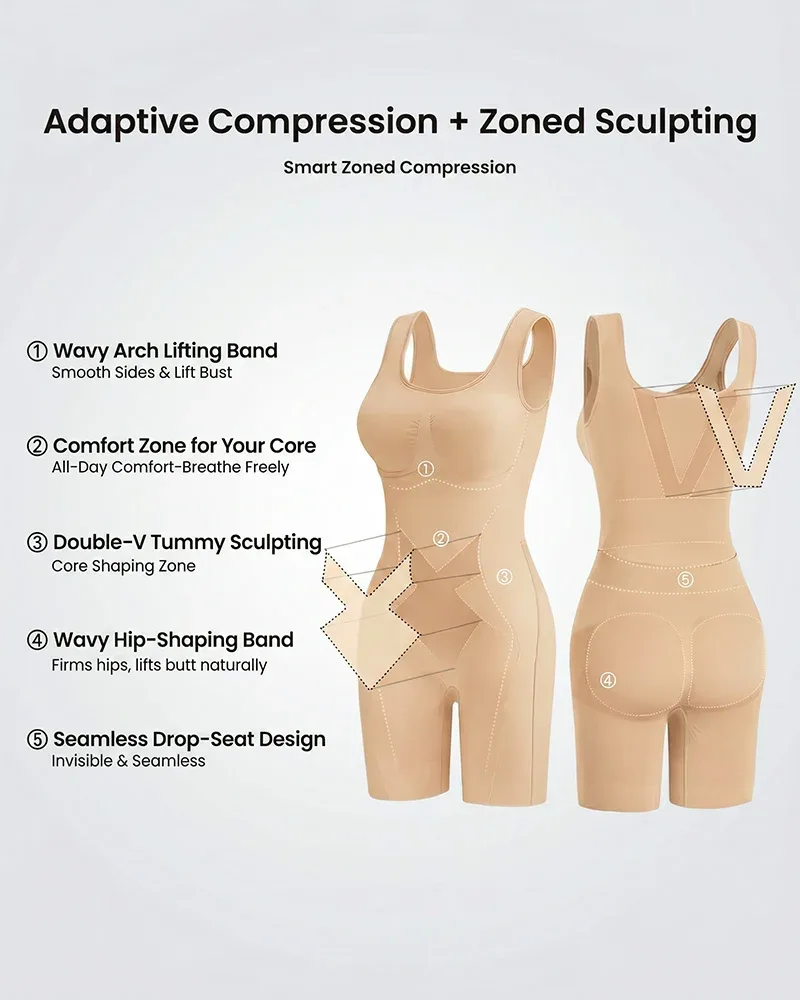 Adaptive Compression + Zoned Sculpting
Smart Zoned Compression
① Wavy Arch Lifting Band
Smooth Sides & Lift Bust
② Comfort Zone for Your Core
All-Day Comfort-Breathe Freely
③ Double-V Tummy Sculpting
Core Shaping Zone
④ Wavy Hip-Shaping Band
Firms hips, lifts butt naturally
⑤ Seamless Drop-Seat Design
Invisible & Seamless
①
②
③
⑤
④